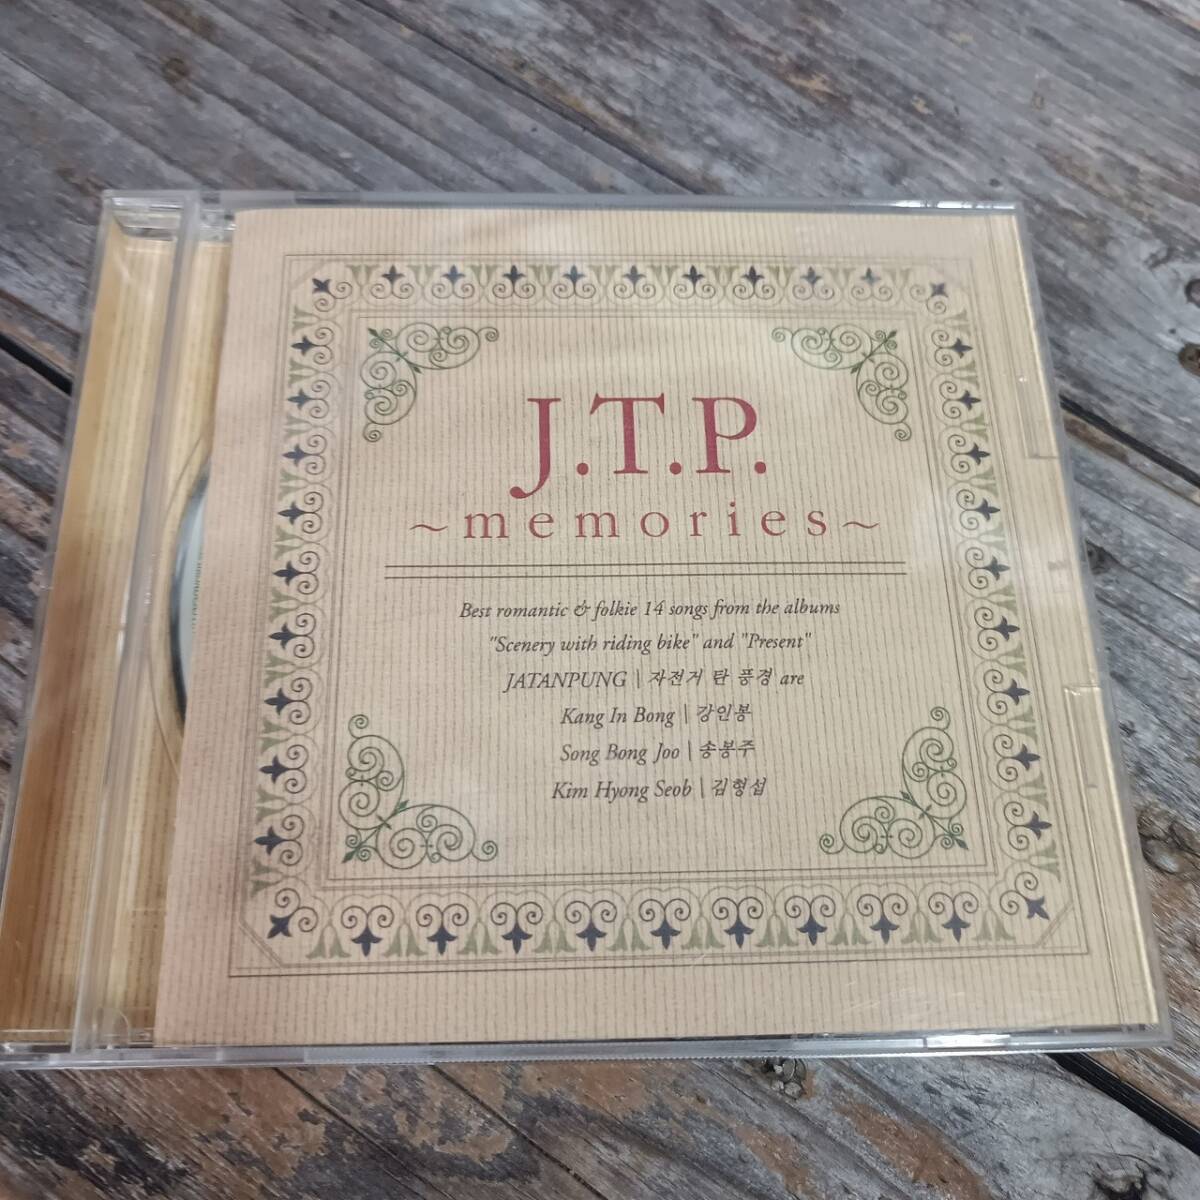 J.T.P.
~memories~
Best romantic & folkie 14 songs from the albums
"Scenery with riding bike" and "Present"
JATANPUNG | 자전거 탄 풍경 are
Kang In Bong | 강인봉
Song Bong Joo | 송봉주
Kim Hyong Seob | 김형섭